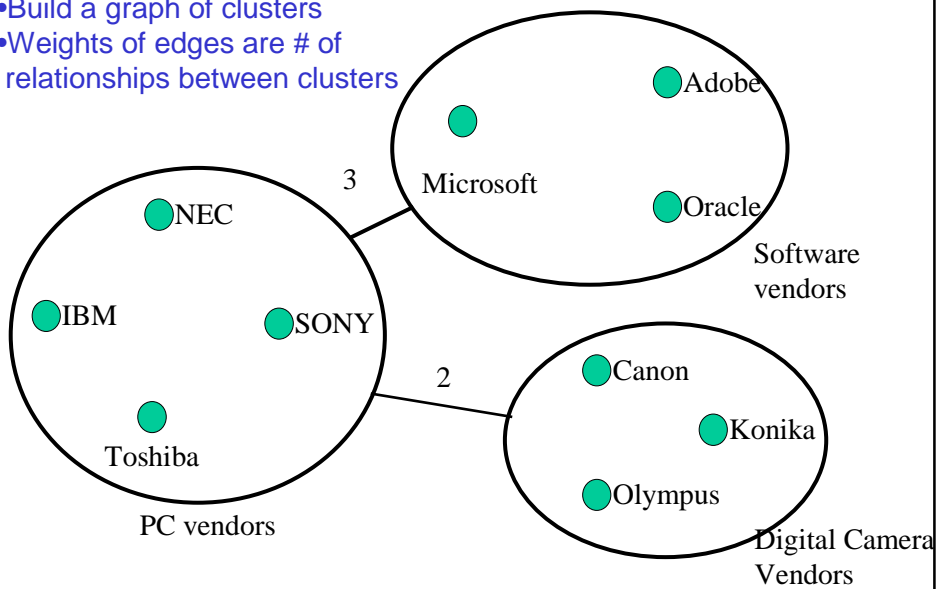 •Build a graph of clusters
•Weights of edges are # of
relationships between clusters
Adobe
3
Microsoft
NEC
Oracle
Software
vendors
IBM
SONY
2
Canon
Konika
Toshiba
Olympus
PC vendors
Digital Camera
Vendors